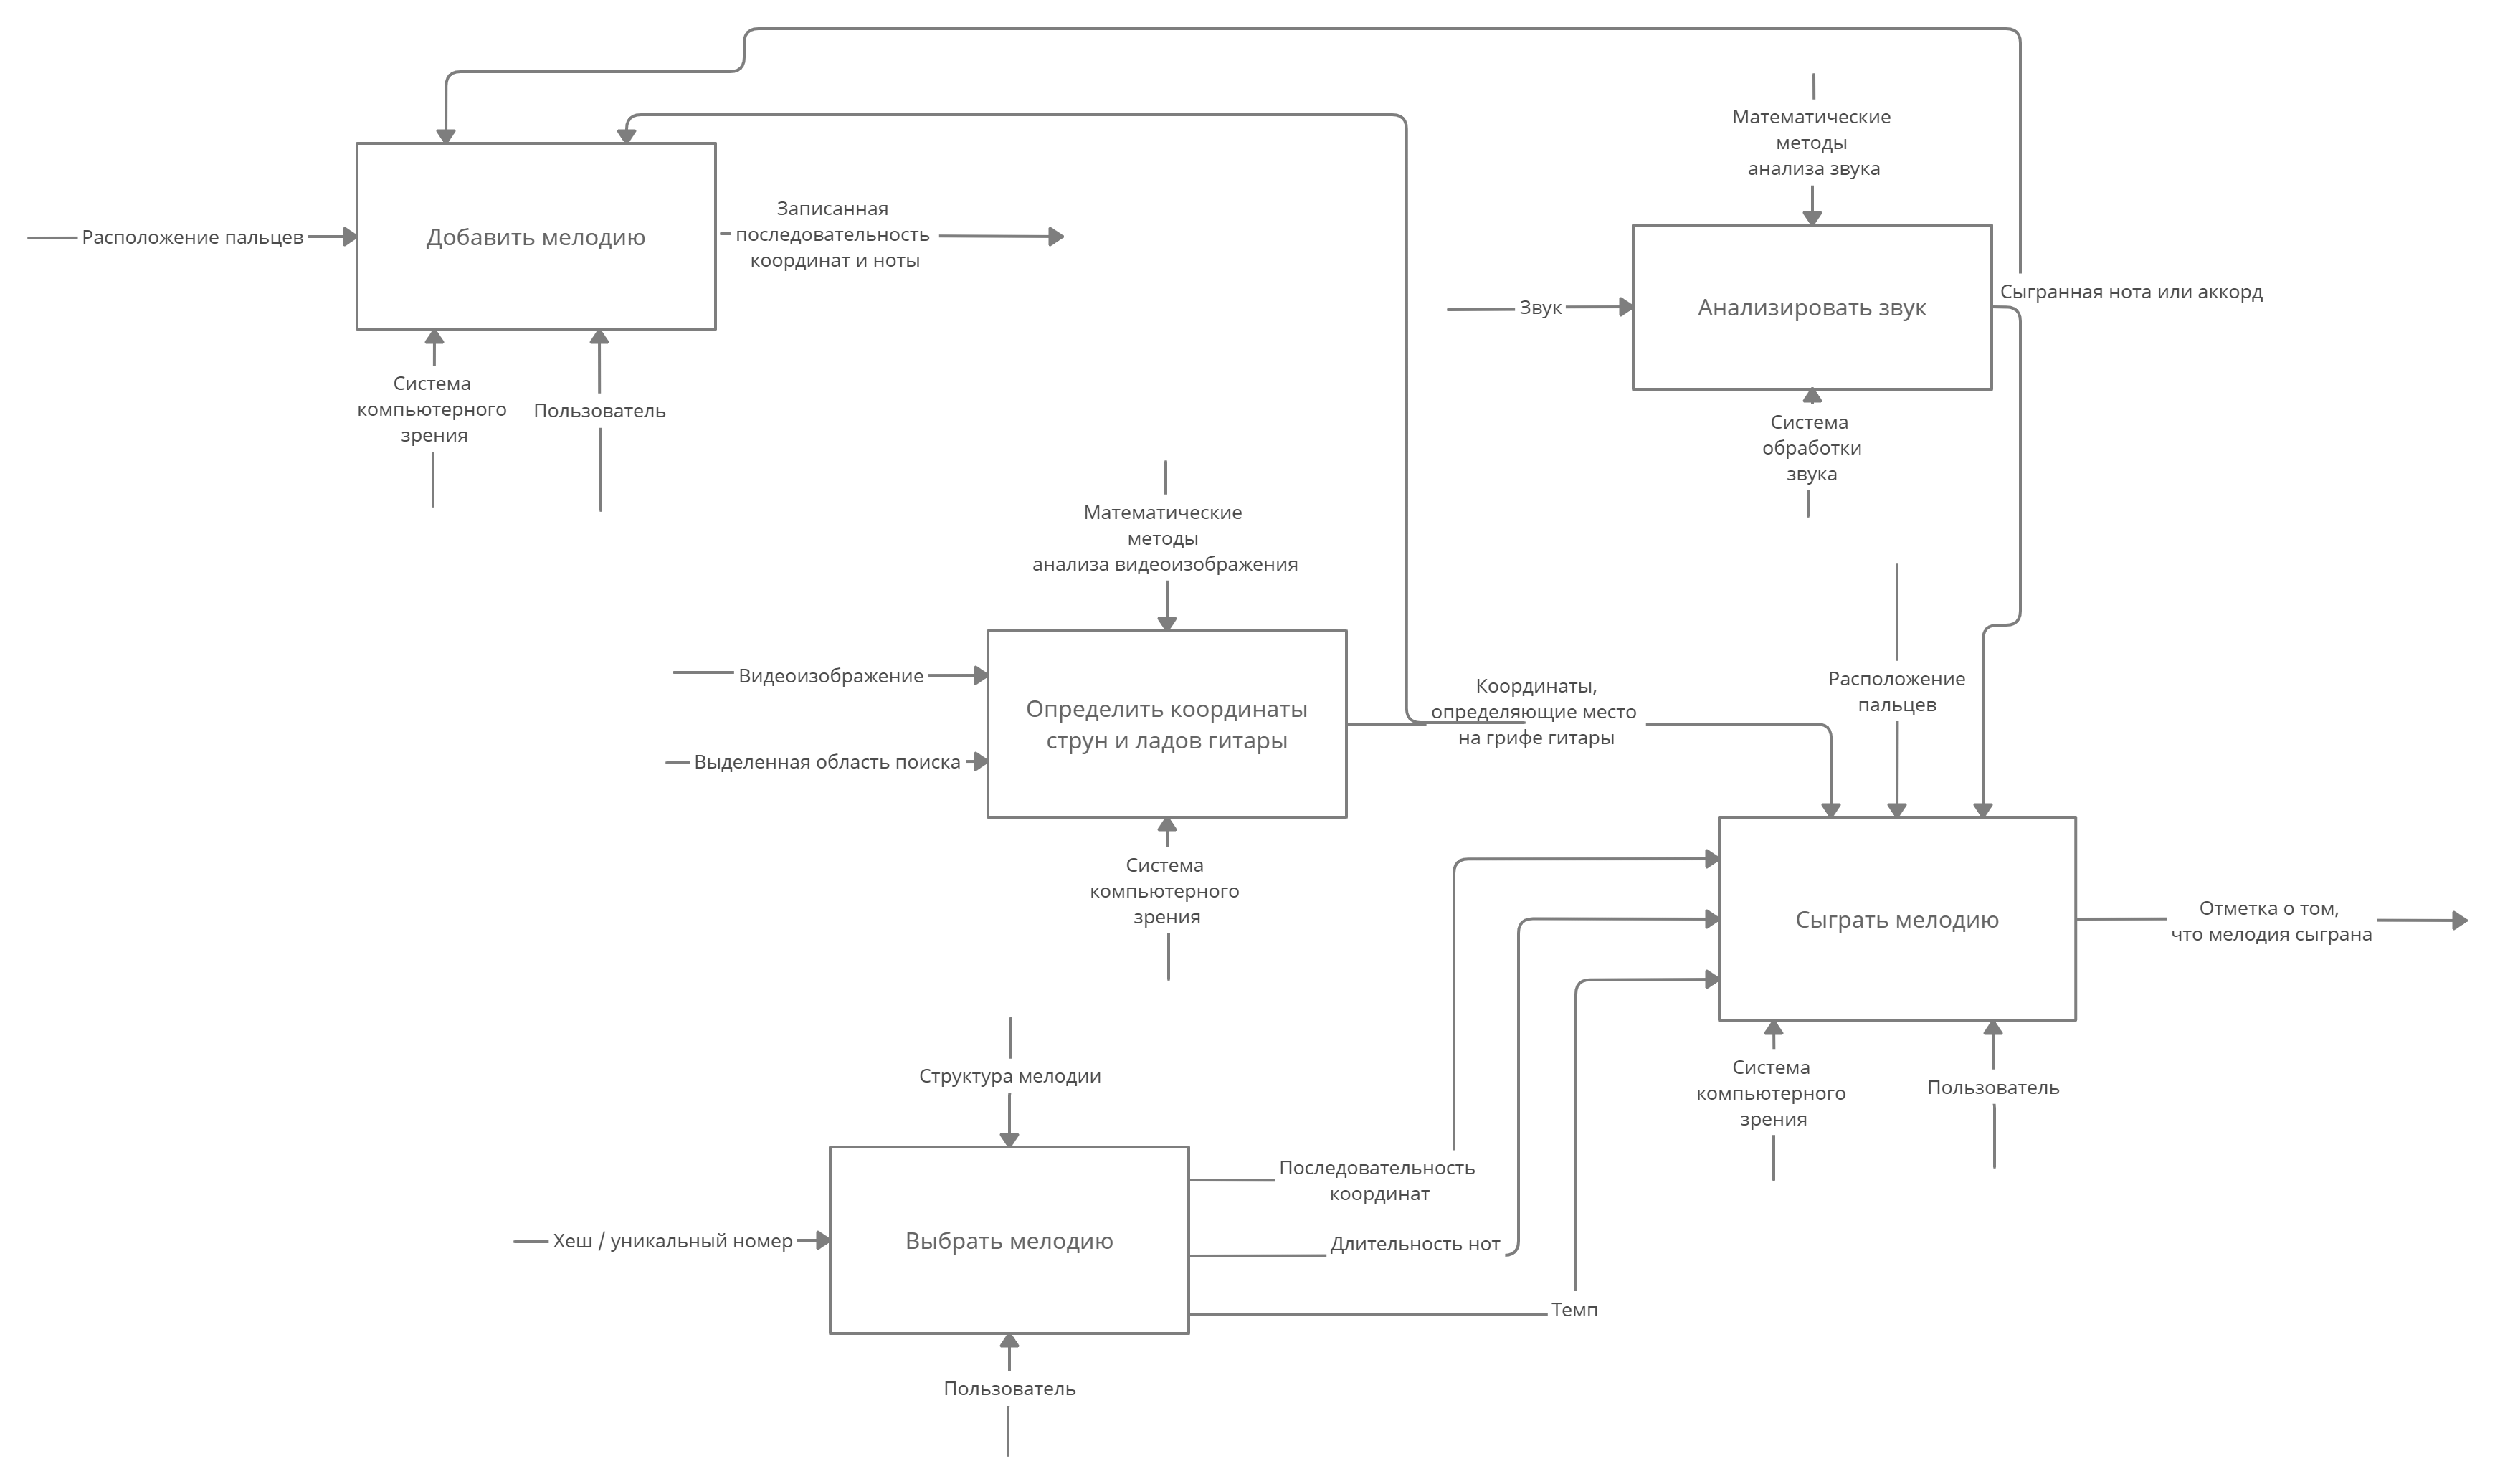 Математические
методы
анализа звука
Расположение пальцев
Добавить мелодию
Записанная
последовательность
координат и ноты
Звук
Анализировать звук
Сыгранная нота или аккорд
Система
компьютерного
зрения
Пользователь
Система
обработки
звука
Математические
методы
анализа видеоизображения
Видеоизображение
Выделенная область поиска
Определить координаты
струн и ладов гитары
Координаты,
определяющие место
на грифе гитары
Расположение
пальцев
Система
компьютерного
зрения
Сыграть мелодию
Отметка о том,
что мелодия сыграна
Система
компьютерного
зрения
Пользователь
Структура мелодии
Хеш / уникальный номер
Выбрать мелодию
Последовательность
координат
Длительность нот
Темп
Пользователь